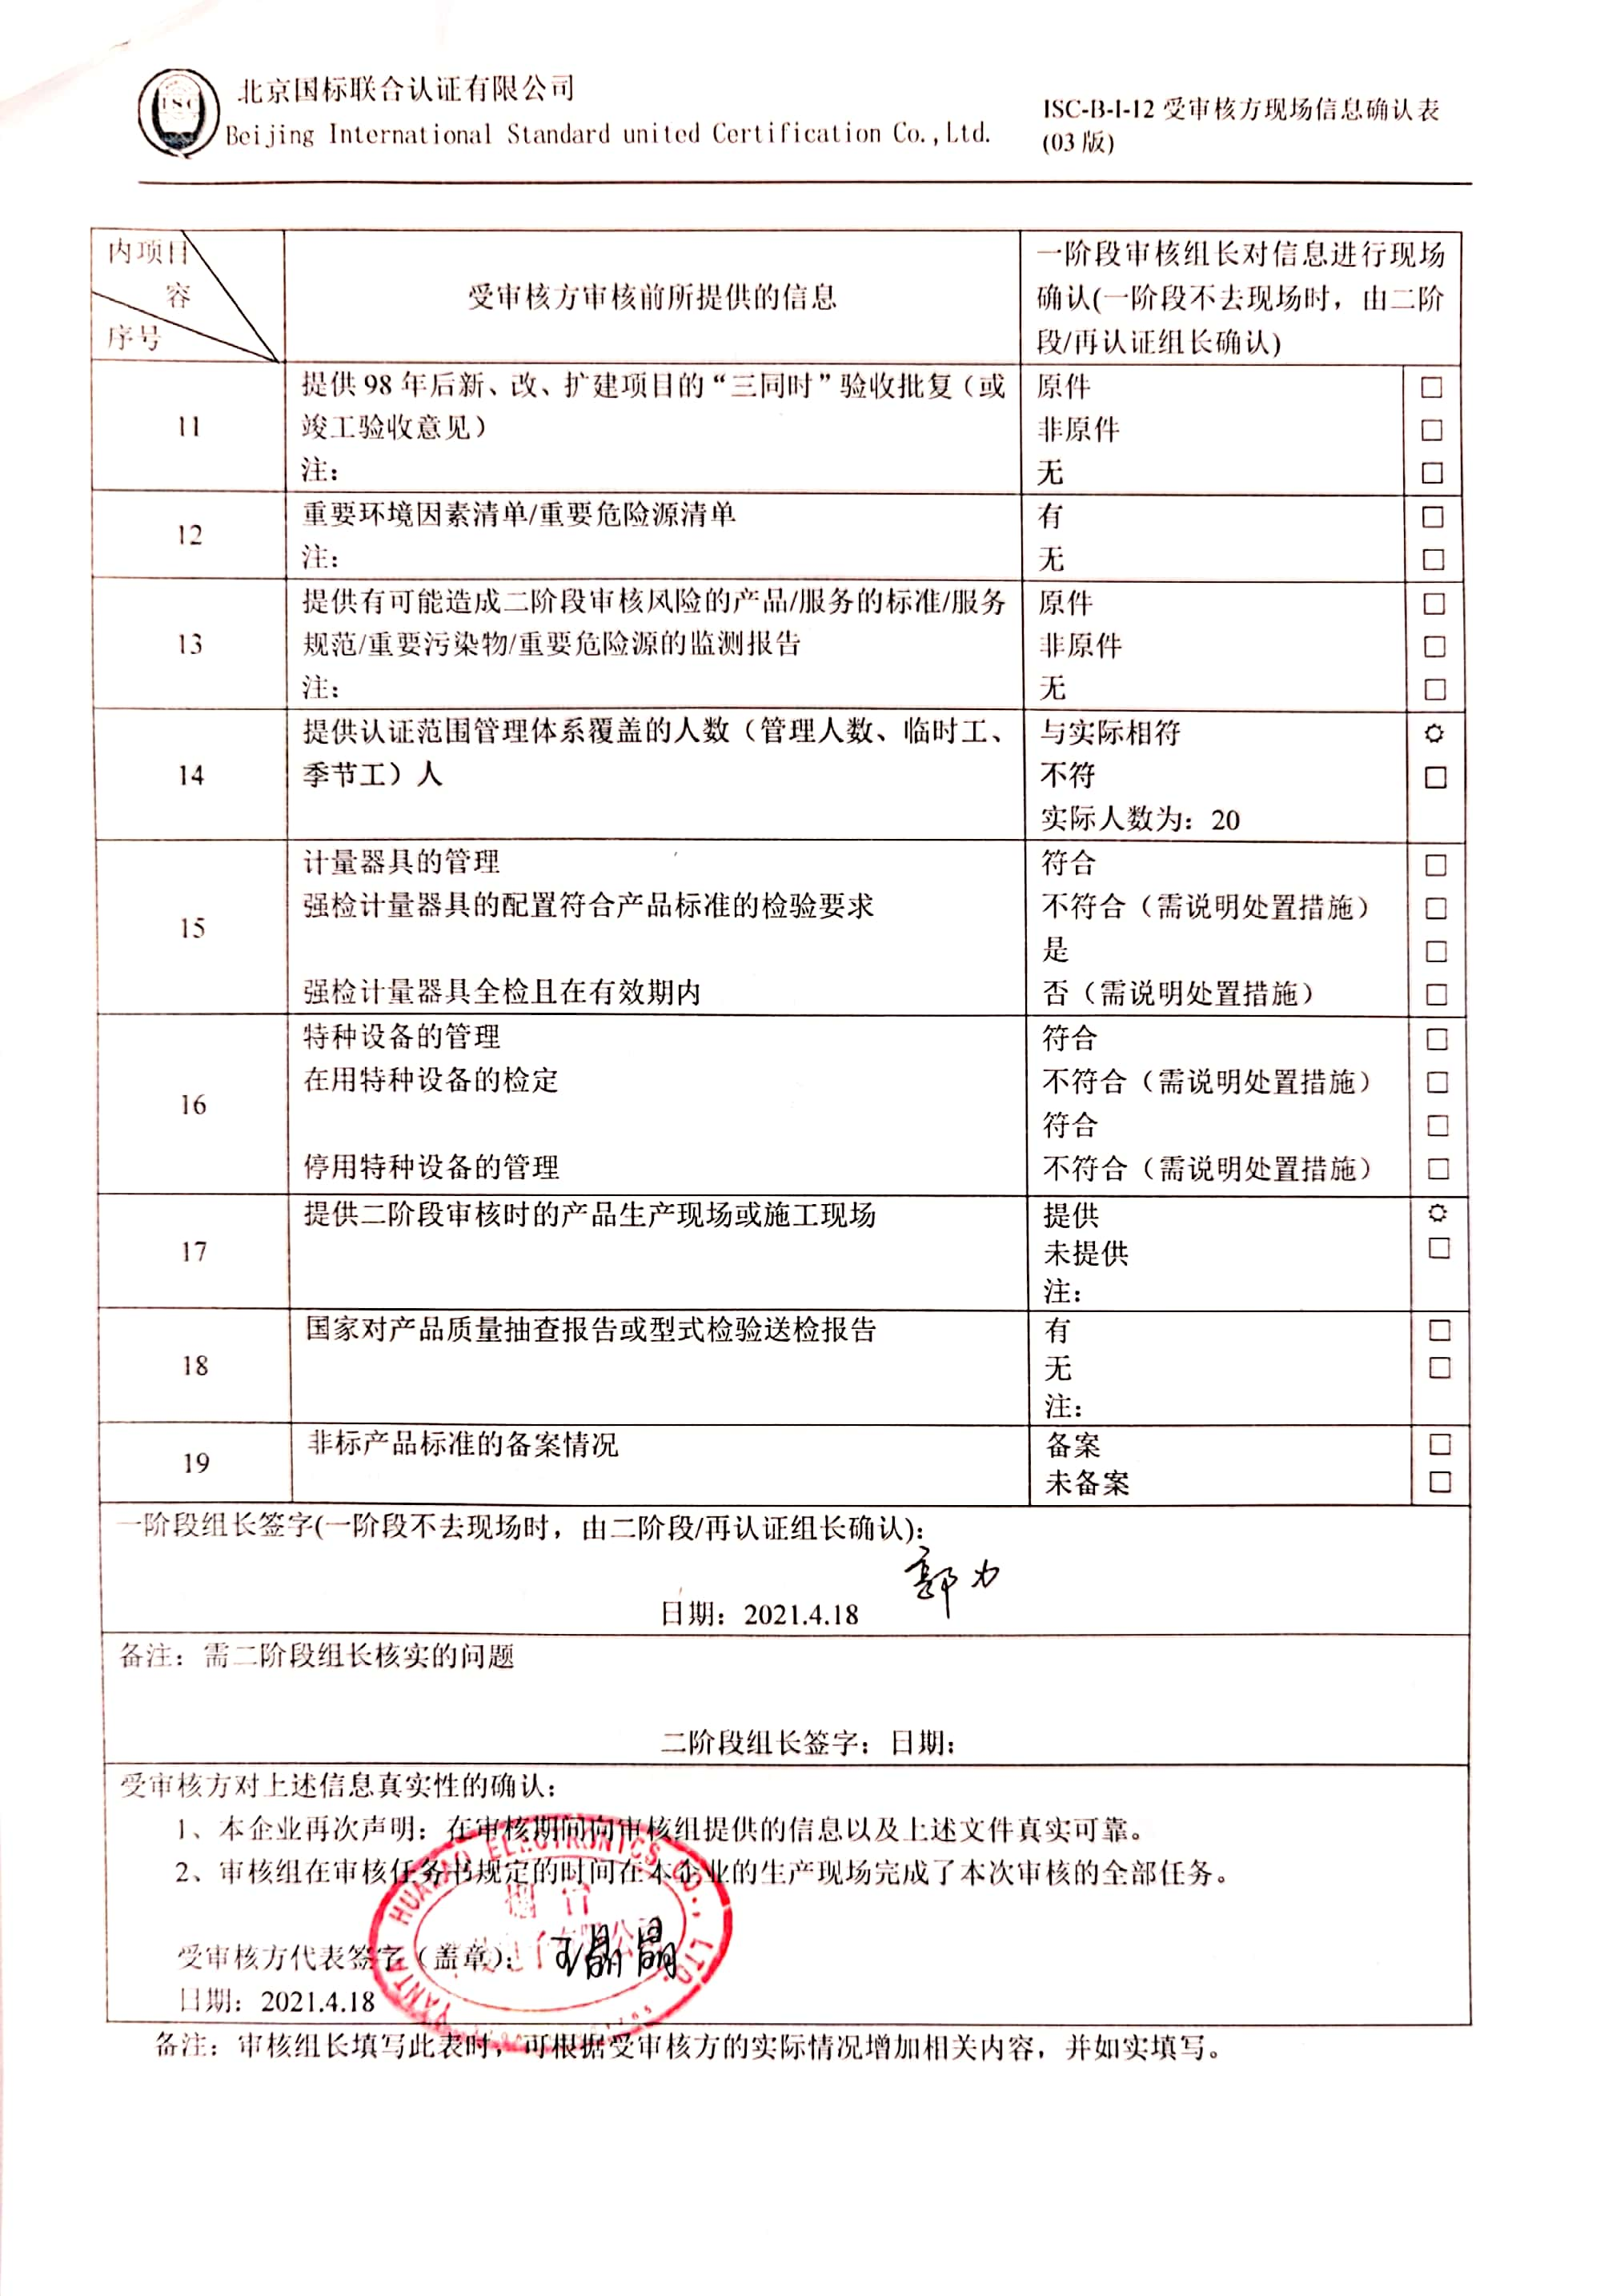 ISC
北京国标联合认证有限公司
Beijing International Standard united Certification Co.,Ltd.
ISC-B-I-12 受审核方现场信息确认表
(03 版)
内项目
容
序号
受审核方审核前所提供的信息
一阶段审核组长对信息进行现场
确认(一阶段不去现场时，由二阶
段/再认证组长确认)
11
提供 98 年后新、改、扩建项目的“三同时”验收批复（或
竣工验收意见）
注：
原件 □
非原件 □
无 □
12
重要环境因素清单/重要危险源清单
注：
有 □
无 □
13
提供有可能造成二阶段审核风险的产品/服务的标准/服务
规范/重要污染物/重要危险源的监测报告
注：
原件 □
非原件 □
无 □
14
提供认证范围管理体系覆盖的人数（管理人数、临时工、
季节工）人
与实际相符 ✩
不符 □
实际人数为：20
15
计量器具的管理
强检计量器具的配置符合产品标准的检验要求
强检计量器具全检且在有效期内
符合 □
不符合（需说明处置措施） □
是 □
否（需说明处置措施） □
16
特种设备的管理
在用特种设备的检定
停用特种设备的管理
符合 □
不符合（需说明处置措施） □
符合 □
不符合（需说明处置措施） □
17
提供二阶段审核时的产品生产现场或施工现场
提供 ✩
未提供 □
注：
18
国家对产品质量抽查报告或型式检验送检报告
有 □
无 □
注：
19
非标产品标准的备案情况
备案 □
未备案 □
一阶段组长签字(一阶段不去现场时，由二阶段/再认证组长确认)：
郭力
日期：2021.4.18
备注：需二阶段组长核实的问题
二阶段组长签字：日期：
受审核方对上述信息真实性的确认：
1、本企业再次声明：在审核期间向审核组提供的信息以及上述文件真实可靠。
2、审核组在审核任务书规定的时间在本企业的生产现场完成了本次审核的全部任务。
受审核方代表签字（盖章）：王晶晶
日期：2021.4.18
YANTAI HUAHAO ELECTRONICS CO., LTD.
电子有限公司
备注：审核组长填写此表时，可根据受审核方的实际情况增加相关内容，并如实填写。